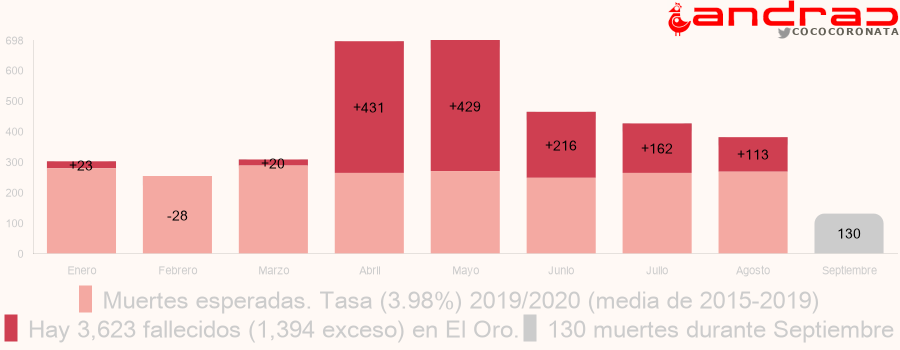 andrac
COCOCORONATA
698
600
500
400
300
200
100
0
+23
-28
+20
+431
+429
+216
+162
+113
130
Enero
Febrero
Marzo
Abril
Mayo
Junio
Julio
Agosto
Septiembre
Muertes esperadas. Tasa (3.98%) 2019/2020 (media de 2015-2019)
Hay 3,623 fallecidos (1,394 exceso) en El Oro.
130 muertes durante Septiembre